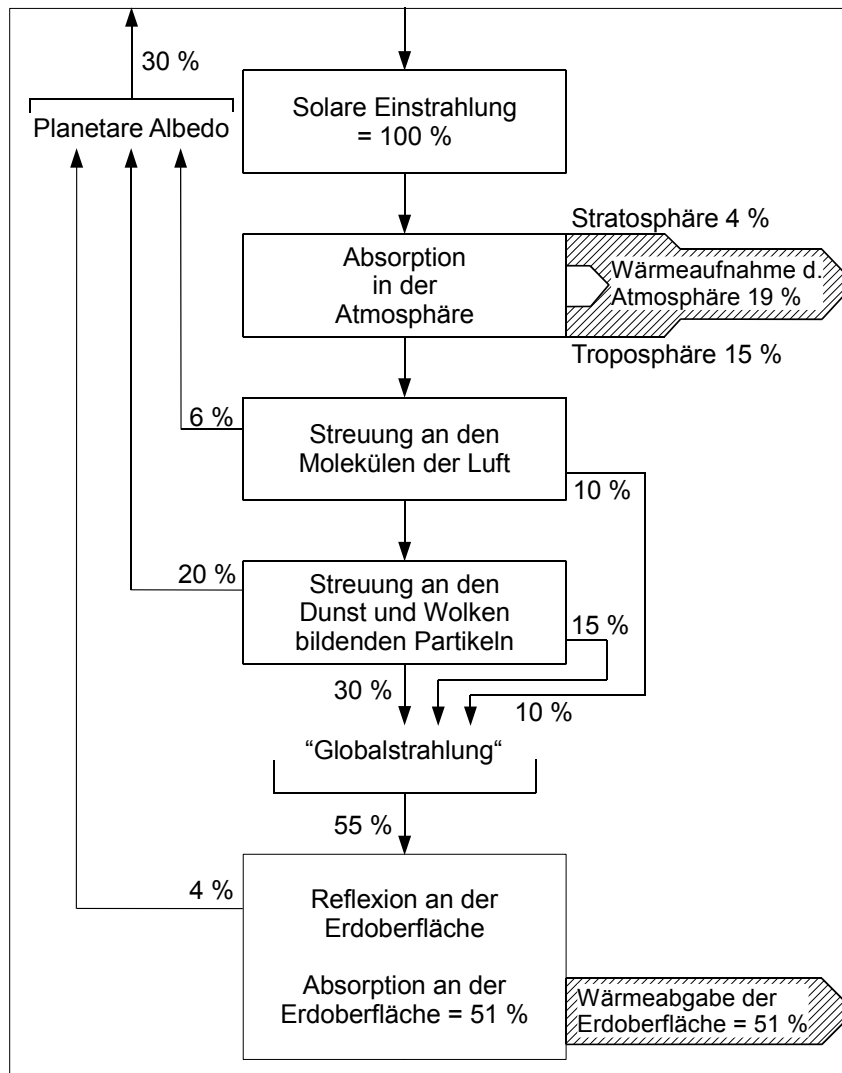 30 %
Planetare Albedo
Solare Einstrahlung
= 100 %
Stratosphäre 4 %
Absorption
in der
Atmosphäre
Wärmeaufnahme d.
Atmosphäre 19 %
Troposphäre 15 %
6 %
Streuung an den
Molekülen der Luft
10 %
20 %
Streuung an den
Dunst und Wolken
bildenden Partikeln
15 %
30 %
10 %
“Globalstrahlung“
55 %
4 %
Reflexion an der
Erdoberfläche
Absorption an der
Erdoberfläche = 51 %
Wärmeabgabe der
Erdoberfläche = 51 %